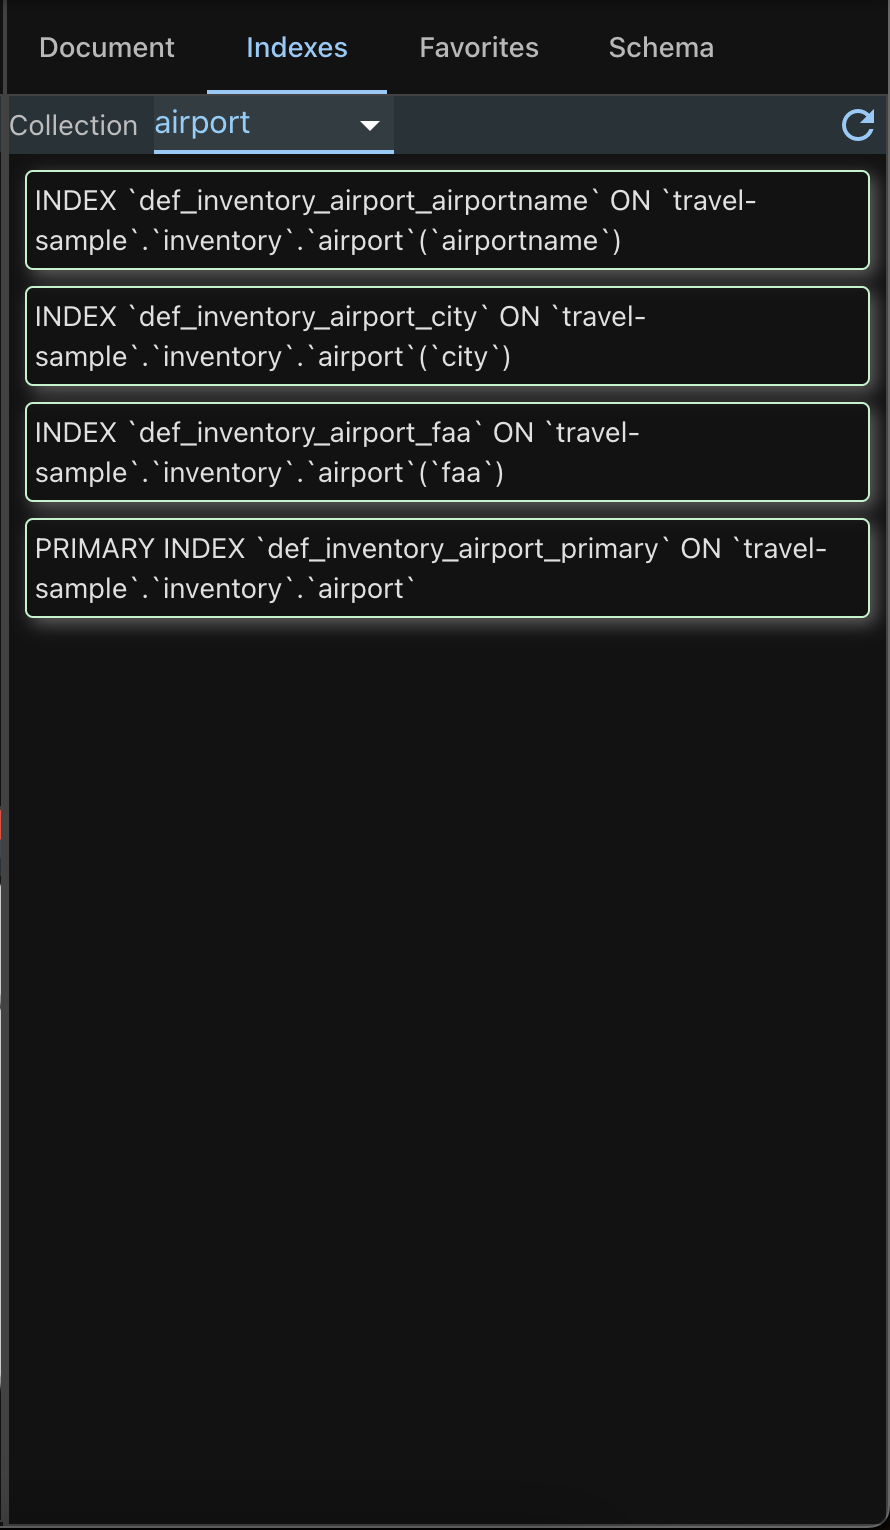 Document Indexes Favorites Schema
Collection airport
INDEX `def_inventory_airport_airportname` ON `travel-
sample`.`inventory`.`airport`(`airportname`)
INDEX `def_inventory_airport_city` ON `travel-
sample`.`inventory`.`airport`(`city`)
INDEX `def_inventory_airport_faa` ON `travel-
sample`.`inventory`.`airport`(`faa`)
PRIMARY INDEX `def_inventory_airport_primary` ON `travel-
sample`.`inventory`.`airport`